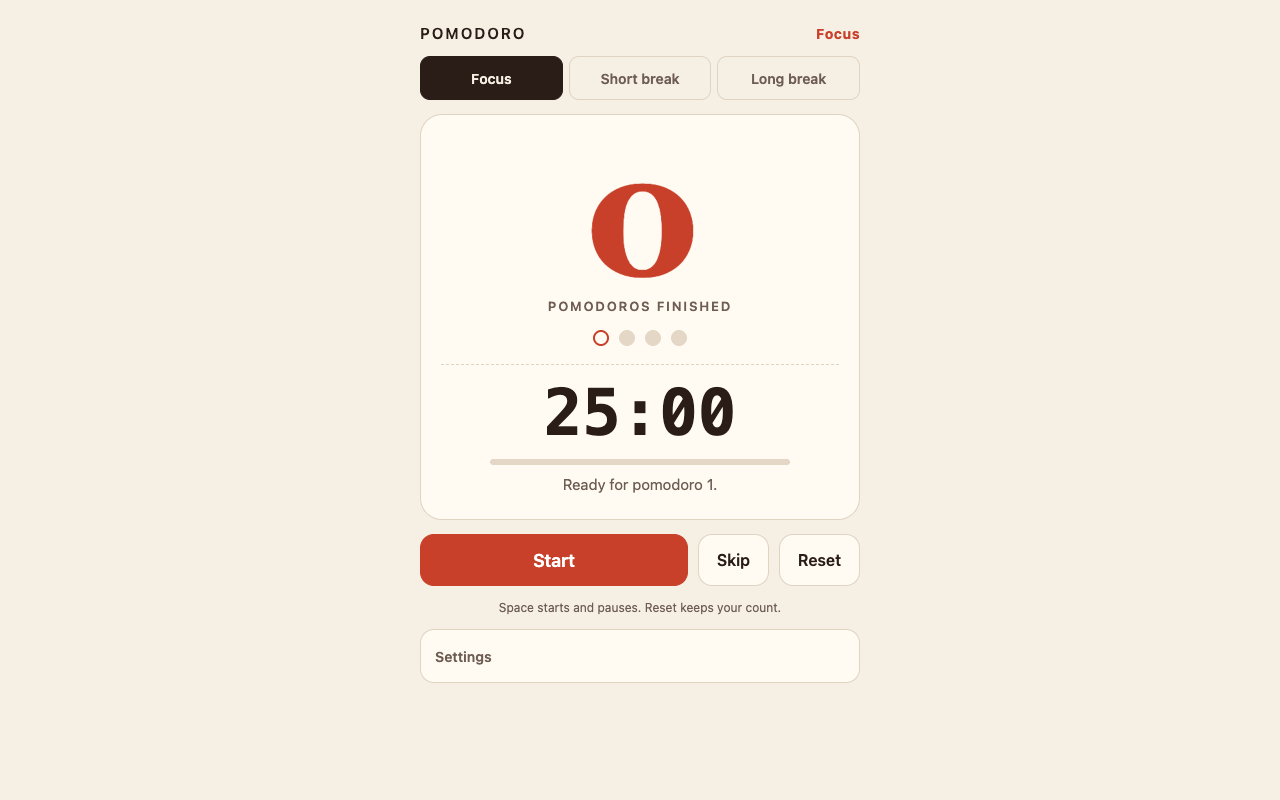 POMODORO Focus
Focus Short break Long break
0
POMODOROS FINISHED
25:00
Ready for pomodoro 1.
Start Skip Reset
Space starts and pauses. Reset keeps your count.
Settings